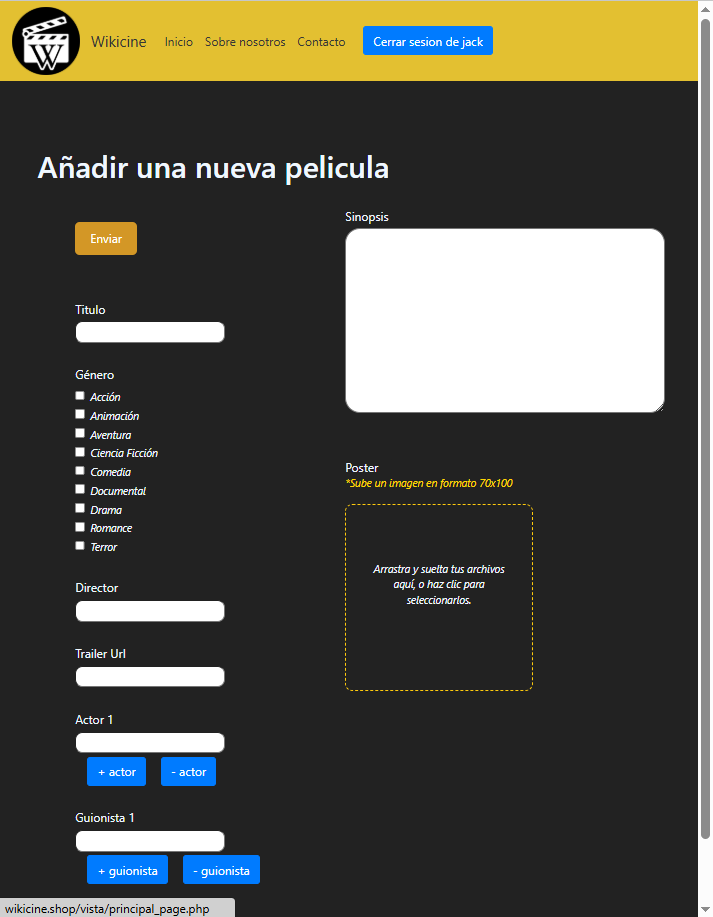 W
Wikicine Inicio Sobre nosotros Contacto Cerrar sesion de jack
Añadir una nueva pelicula
Enviar
Titulo
Género
Acción
Animación
Aventura
Ciencia Ficción
Comedia
Documental
Drama
Romance
Terror
Director
Trailer Url
Actor 1
+ actor - actor
Guionista 1
+ guionista - guionista
Sinopsis
Poster
*Sube un imagen en formato 70x100
Arrastra y suelta tus archivos
aquí, o haz clic para
seleccionarlos.
wikicine.shop/vista/principal_page.php